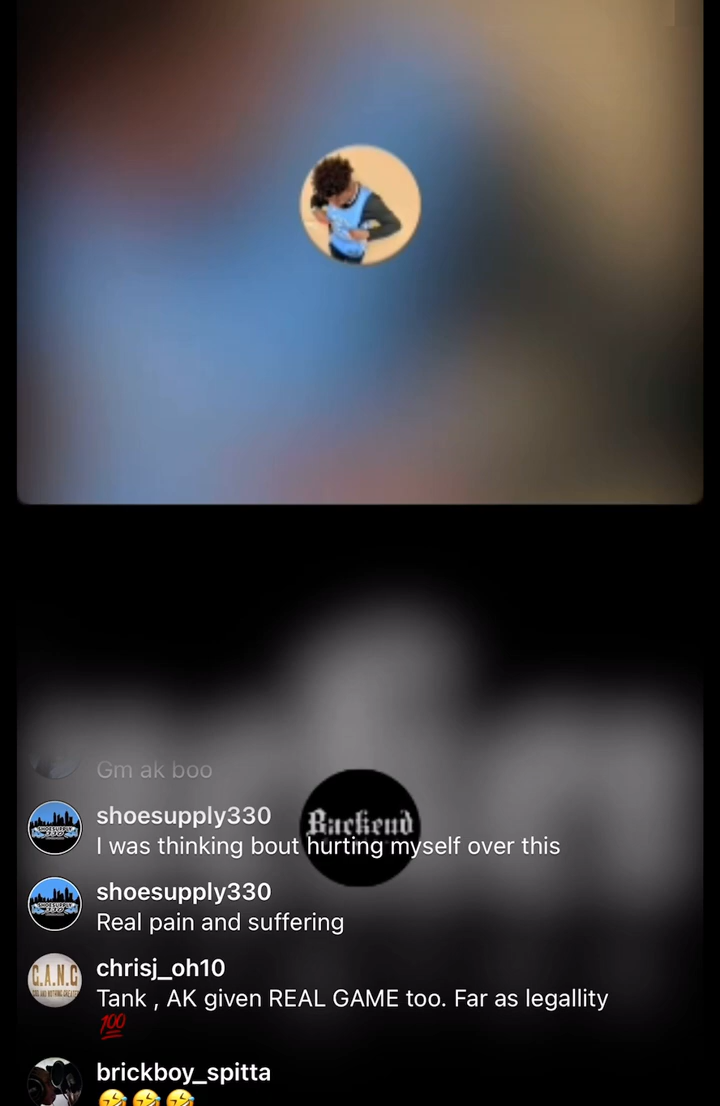 Gm ak boo
Backend
shoesupply330
I was thinking bout hurting myself over this
shoesupply330
Real pain and suffering
chrisj_oh10
G.A.N.G
Tank , AK given REAL GAME too. Far as legallity
💯
brickboy_spitta
🤣🤣🤣